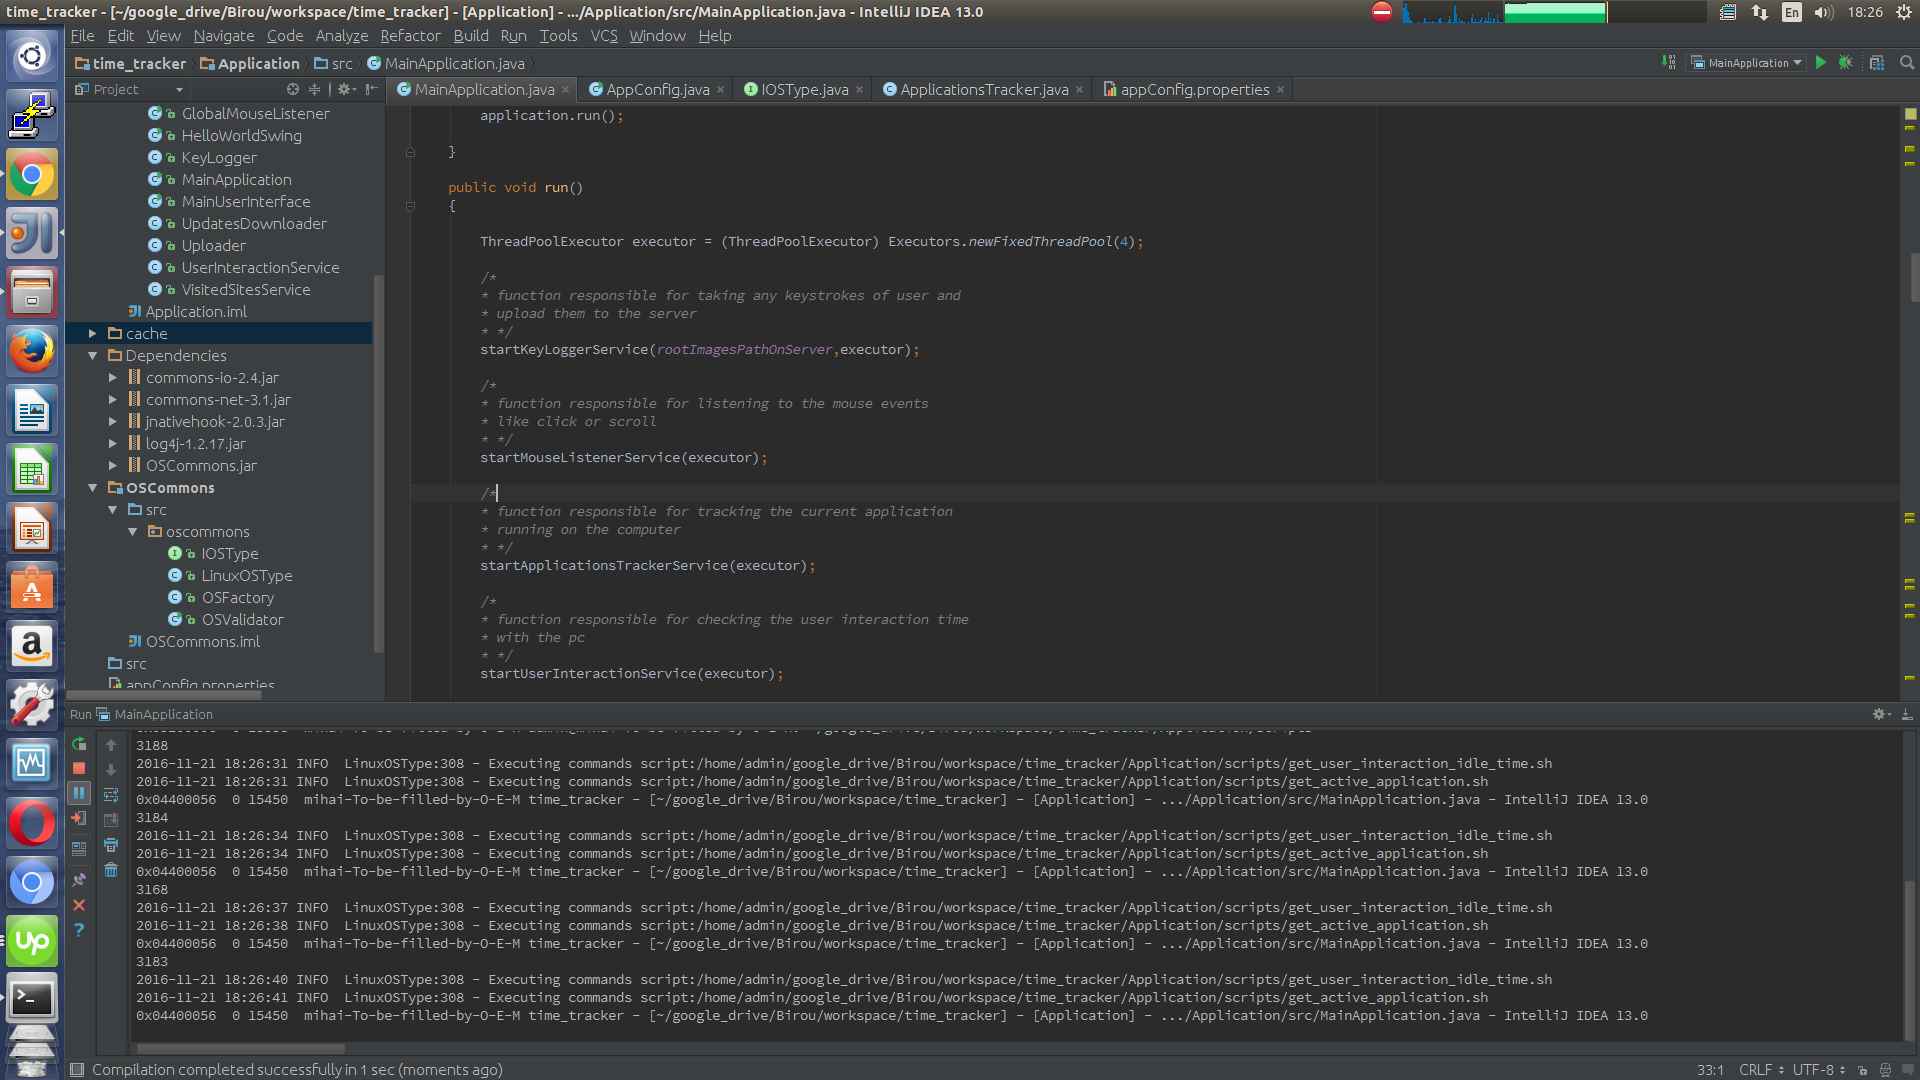 time_tracker - [~/google_drive/Birou/workspace/time_tracker] - [Application] - .../Application/src/MainApplication.java - IntelliJ IDEA 13.0
En
18:26
File Edit View Navigate Code Analyze Refactor Build Run Tools VCS Window Help
time_tracker Application src MainApplication.java
MainApplication
Project
MainApplication.java × AppConfig.java × IOSType.java × ApplicationsTracker.java × appConfig.properties ×
GlobalMouseListener
HelloWorldSwing
KeyLogger
MainApplication
MainUserInterface
UpdatesDownloader
Uploader
UserInteractionService
VisitedSitesService
Application.iml
cache
Dependencies
commons-io-2.4.jar
commons-net-3.1.jar
jnativehook-2.0.3.jar
log4j-1.2.17.jar
OSCommons.jar
OSCommons
src
oscommons
IOSType
LinuxOSType
OSFactory
OSValidator
OSCommons.iml
src
appConfig.properties
application.run();
}
public void run()
{
ThreadPoolExecutor executor = (ThreadPoolExecutor) Executors.newFixedThreadPool(4);
/*
* function responsible for taking any keystrokes of user and
* upload them to the server
* */
startKeyLoggerService(rootImagesPathOnServer,executor);
/*
* function responsible for listening to the mouse events
* like click or scroll
* */
startMouseListenerService(executor);
/*
* function responsible for tracking the current application
* running on the computer
* */
startApplicationsTrackerService(executor);
/*
* function responsible for checking the user interaction time
* with the pc
* */
startUserInteractionService(executor);
Run MainApplication
3188
2016-11-21 18:26:31 INFO  LinuxOSType:308 - Executing commands script:/home/admin/google_drive/Birou/workspace/time_tracker/Application/scripts/get_user_interaction_idle_time.sh
2016-11-21 18:26:31 INFO  LinuxOSType:308 - Executing commands script:/home/admin/google_drive/Birou/workspace/time_tracker/Application/scripts/get_active_application.sh
0x04400056  0 15450  mihai-To-be-filled-by-O-E-M time_tracker - [~/google_drive/Birou/workspace/time_tracker] - [Application] - .../Application/src/MainApplication.java - IntelliJ IDEA 13.0
3184
2016-11-21 18:26:34 INFO  LinuxOSType:308 - Executing commands script:/home/admin/google_drive/Birou/workspace/time_tracker/Application/scripts/get_user_interaction_idle_time.sh
2016-11-21 18:26:34 INFO  LinuxOSType:308 - Executing commands script:/home/admin/google_drive/Birou/workspace/time_tracker/Application/scripts/get_active_application.sh
0x04400056  0 15450  mihai-To-be-filled-by-O-E-M time_tracker - [~/google_drive/Birou/workspace/time_tracker] - [Application] - .../Application/src/MainApplication.java - IntelliJ IDEA 13.0
3168
2016-11-21 18:26:37 INFO  LinuxOSType:308 - Executing commands script:/home/admin/google_drive/Birou/workspace/time_tracker/Application/scripts/get_user_interaction_idle_time.sh
2016-11-21 18:26:38 INFO  LinuxOSType:308 - Executing commands script:/home/admin/google_drive/Birou/workspace/time_tracker/Application/scripts/get_active_application.sh
0x04400056  0 15450  mihai-To-be-filled-by-O-E-M time_tracker - [~/google_drive/Birou/workspace/time_tracker] - [Application] - .../Application/src/MainApplication.java - IntelliJ IDEA 13.0
3183
2016-11-21 18:26:40 INFO  LinuxOSType:308 - Executing commands script:/home/admin/google_drive/Birou/workspace/time_tracker/Application/scripts/get_user_interaction_idle_time.sh
2016-11-21 18:26:41 INFO  LinuxOSType:308 - Executing commands script:/home/admin/google_drive/Birou/workspace/time_tracker/Application/scripts/get_active_application.sh
0x04400056  0 15450  mihai-To-be-filled-by-O-E-M time_tracker - [~/google_drive/Birou/workspace/time_tracker] - [Application] - .../Application/src/MainApplication.java - IntelliJ IDEA 13.0
Compilation completed successfully in 1 sec (moments ago)
33:1 CRLF UTF-8